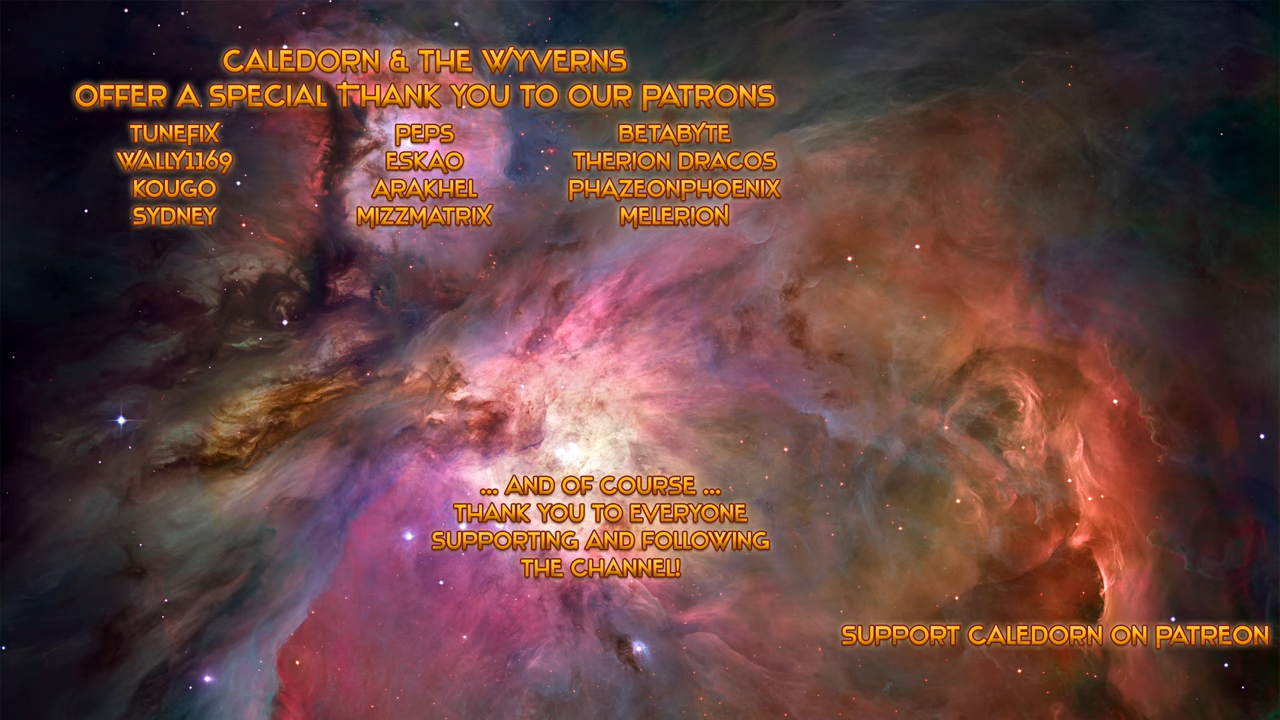 CALEDORN & THE WYVERNS
OFFER A SPECIAL THANK YOU TO OUR PATRONS
TUNEFIX PEPS BETABYTE
WALLY1169 ESKAO THERION DRACOS
KOUGO ARAKHEL PHAZEONPHOENIX
SYDNEY MIZZMATRIX MELERION
... AND OF COURSE ...
THANK YOU TO EVERYONE
SUPPORTING AND FOLLOWING
THE CHANNEL!
SUPPORT CALEDORN ON PATREON